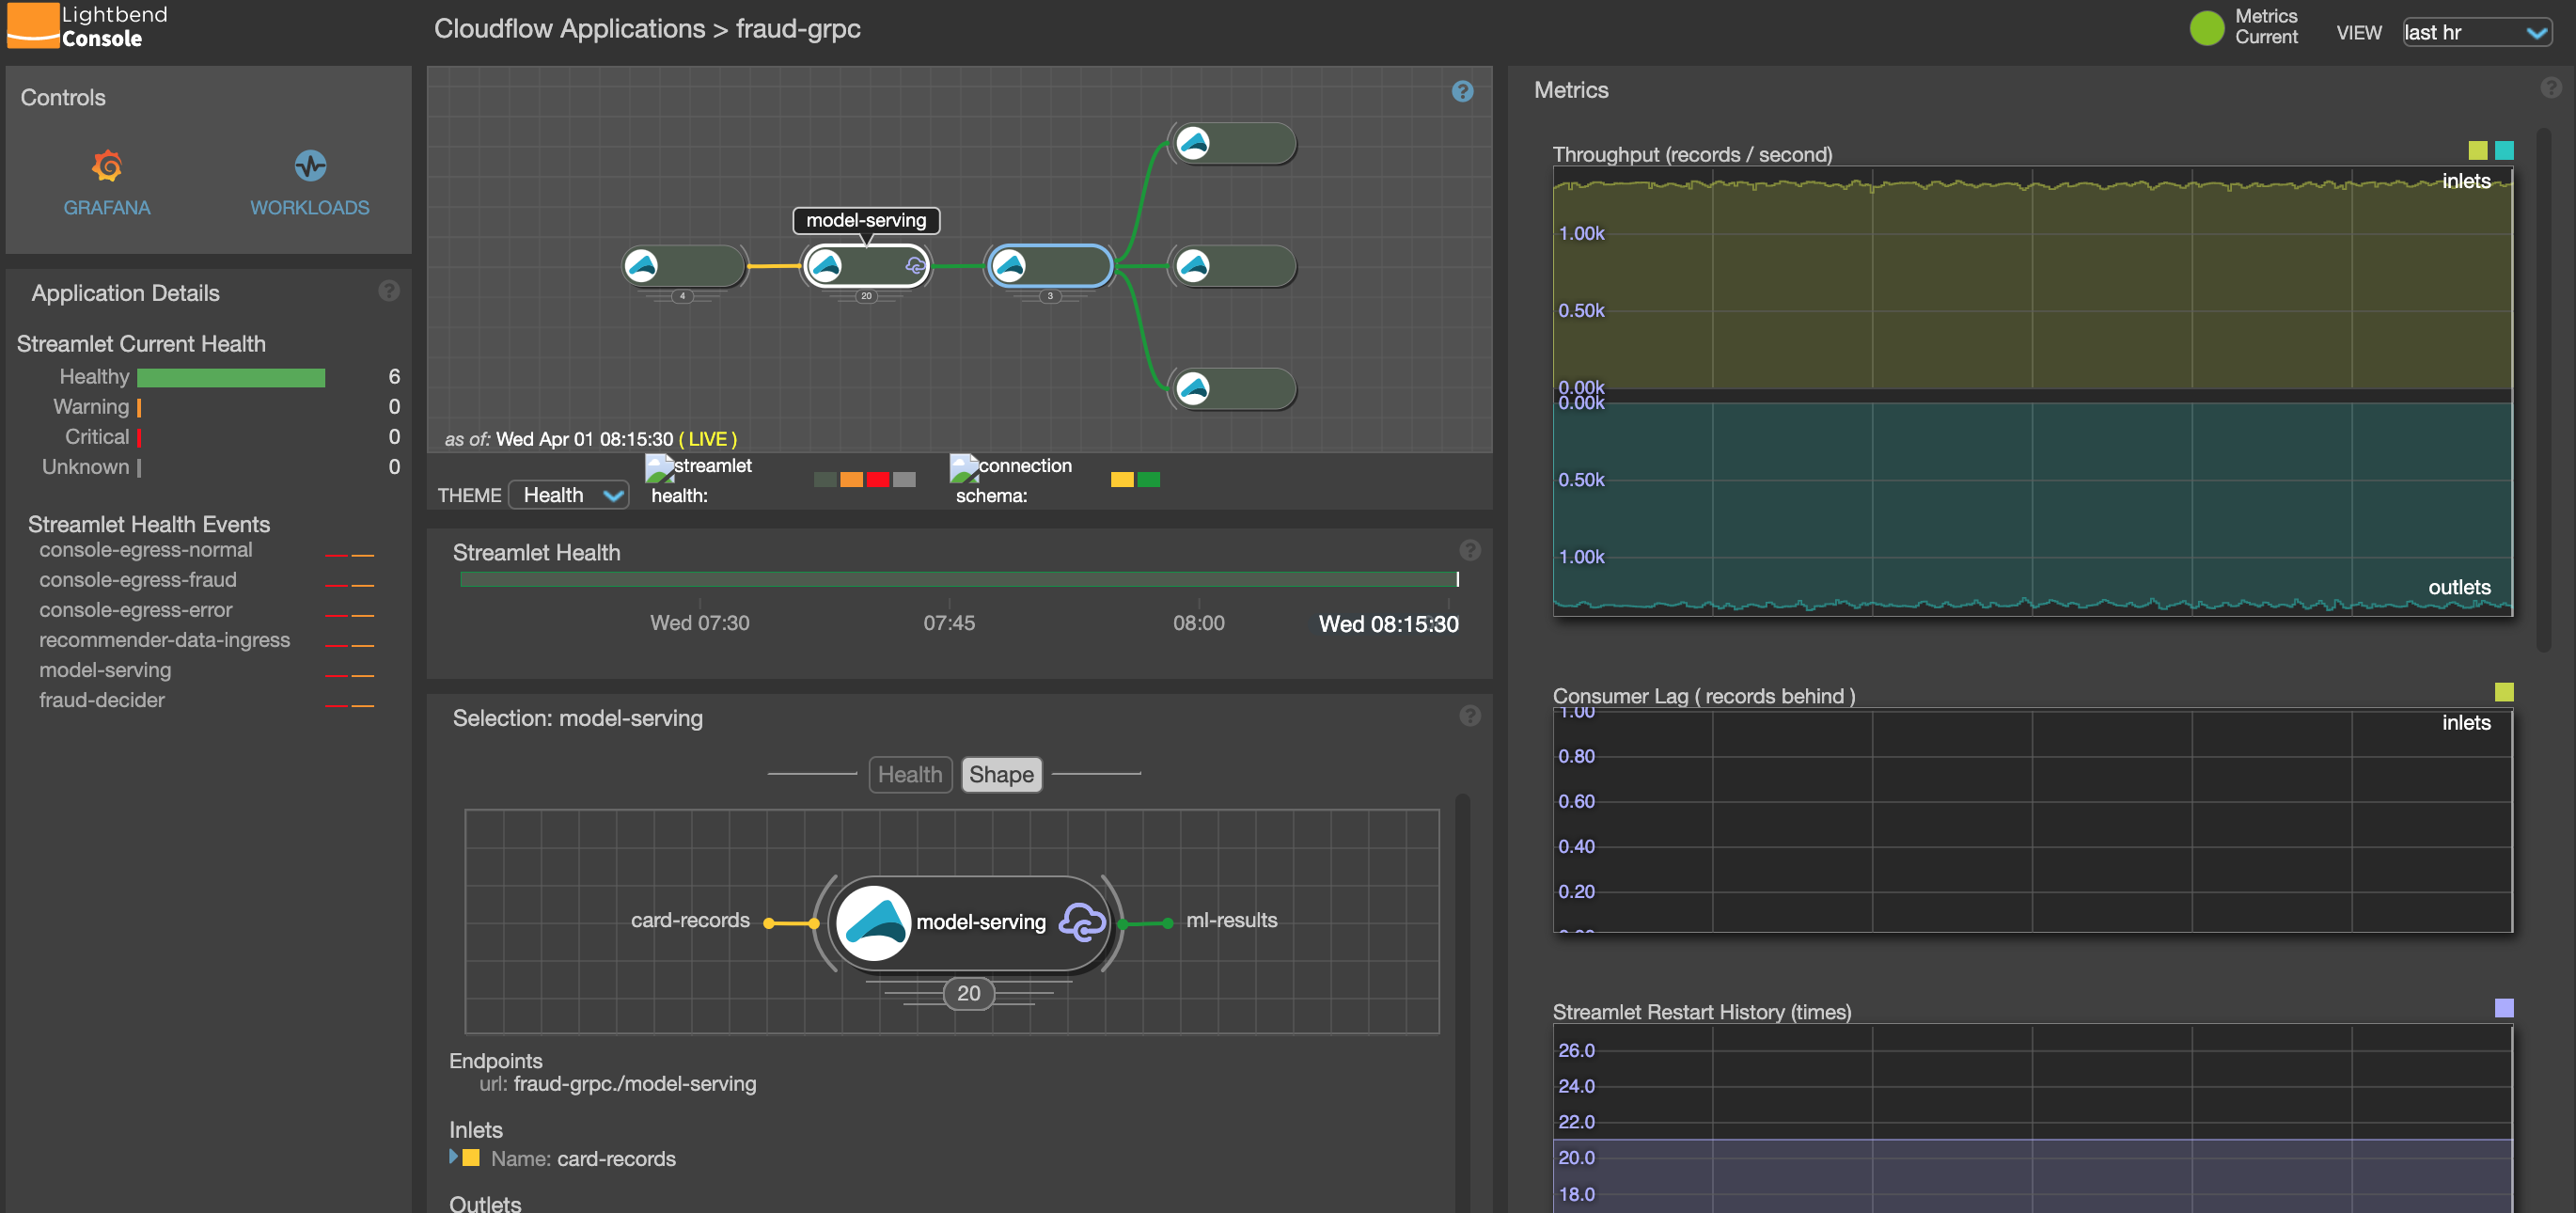 Lightbend
Console
Cloudflow Applications > fraud-grpc
Metrics
Current
VIEW
last hr
Controls
GRAFANA
WORKLOADS
Application Details
?
Streamlet Current Health
Healthy 6
Warning 0
Critical 0
Unknown 0
Streamlet Health Events
console-egress-normal
console-egress-fraud
console-egress-error
recommender-data-ingress
model-serving
fraud-decider
?
model-serving
4
20
3
as of: Wed Apr 01 08:15:30 ( LIVE )
THEME
Health
streamlet
health:
connection
schema:
Streamlet Health
?
Wed 07:30
07:45
08:00
Wed 08:15:30
Selection: model-serving
?
Health
Shape
card-records
model-serving
ml-results
20
Endpoints
url: fraud-grpc./model-serving
Inlets
Name: card-records
Outlets
Metrics
?
Throughput (records / second)
inlets
1.00k
0.50k
0.00k
0.00k
0.50k
1.00k
outlets
Consumer Lag ( records behind )
1.00
inlets
0.80
0.60
0.40
0.20
Streamlet Restart History (times)
26.0
24.0
22.0
20.0
18.0